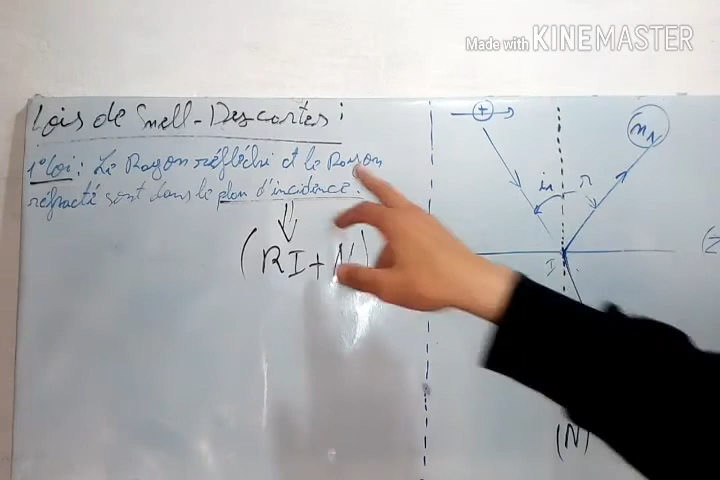 Made with KINEMASTER
Lois de Snell-Descartes :
1° loi : Le Rayon réfléchi et le Rayon
réfracté sont dans le plan d'incidence.
(RI + N)
+
n
I
(N)